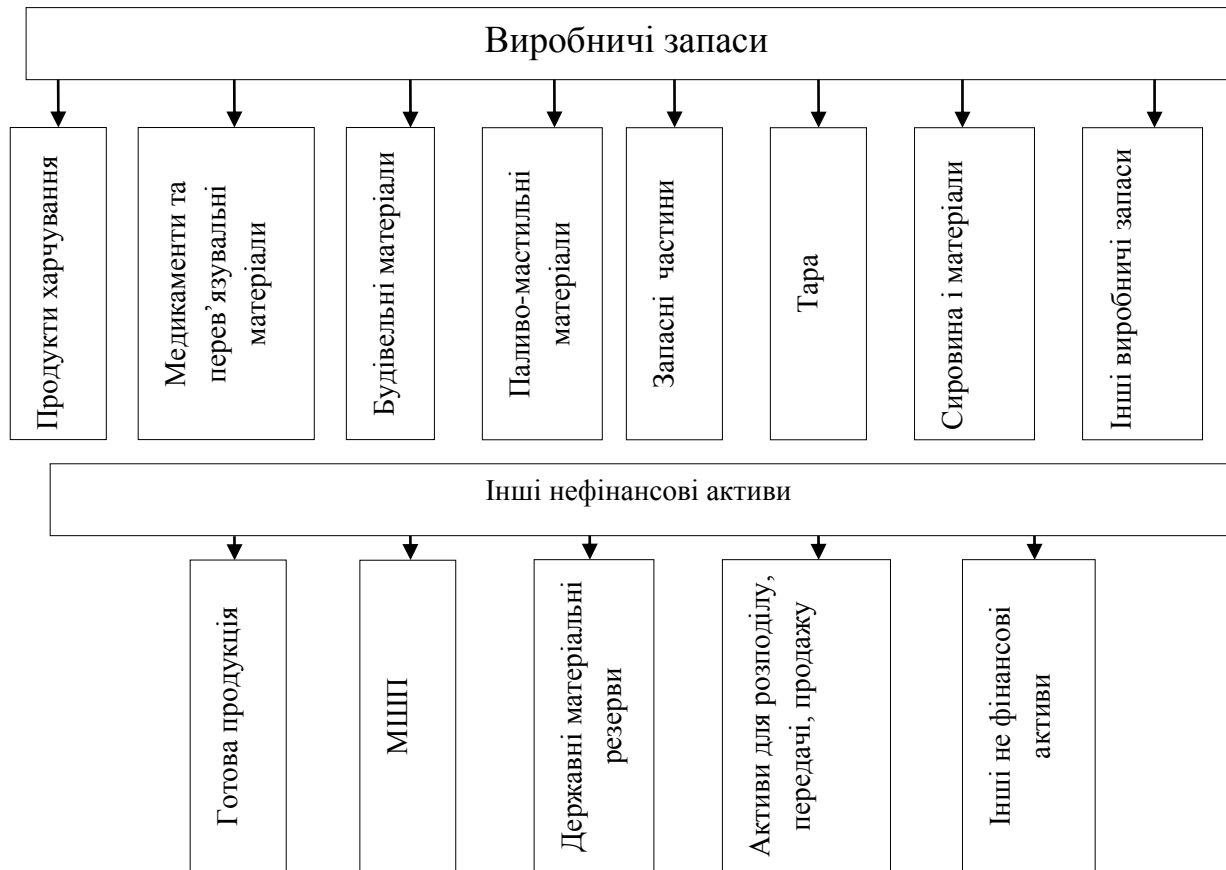 Виробничі запаси
Продукти харчування
Медикаменти та
перев’язувальні
матеріали
Будівельні матеріали
Паливо-мастильні
матеріали
Запасні  частини
Тара
Сировина і матеріали
Інші виробничі запаси
Інші нефінансові активи
Готова продукція
МШП
Державні матеріальні
резерви
Активи для розподілу,
передачі, продажу
Інші не фінансові
активи